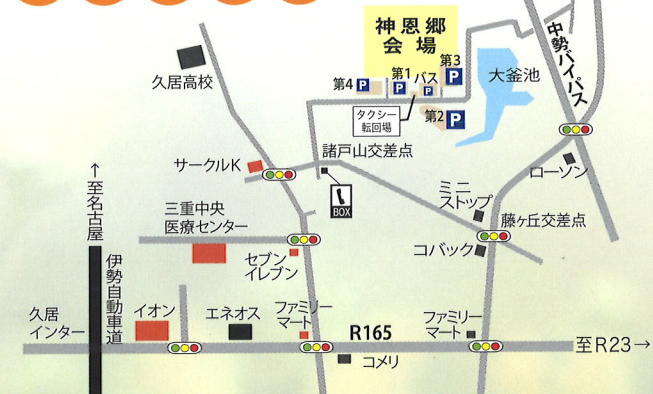 神恩郷
会場
第3
P
第4
P
第1
P
バス
P
大釜池
タクシー
転回場
第2
P
中勢バイパス
久居高校
諸戸山交差点
サークルK
BOX
ローソン
ミニ
ストップ
藤ヶ丘交差点
コバック
←至名古屋
伊勢自動車道
三重中央
医療センター
セブン
イレブン
久居
インター
イオン
エネオス
ファミリー
マート
R165
コメリ
ファミリー
マート
至R23→